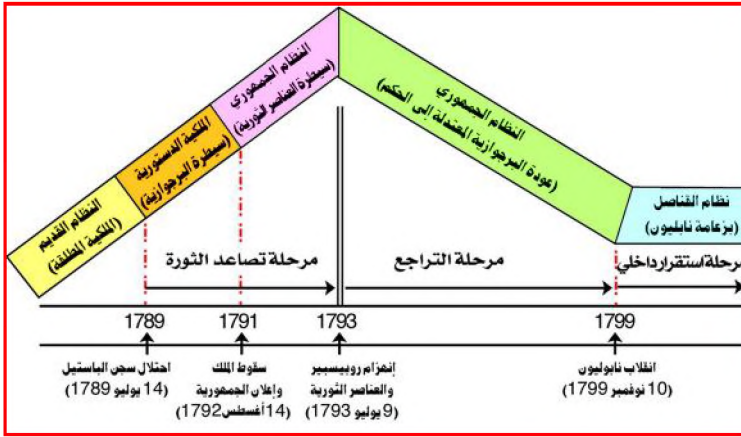 النظام القديم
(الملكية المطلقة)
الملكية الدستورية
(سيطرة البرجوازية)
النظام الجمهوري
(سيطرة العناصر الثورية)
النظام الجمهوري
(عودة البرجوازية المعتدلة إلى الحكم)
نظام القناصل
(بزعامة نابليون)
مرحلة تصاعد الثورة
مرحلة التراجع
مرحلة استقرار داخلي
1789
1791
1793
1799
احتلال سجن الباستيل
(14 يوليو 1789)
سقوط الملك
وإعلان الجمهورية
(14 أغسطس 1792)
إنهزام روبيسبير
والعناصر الثورية
(9 يوليو 1793)
انقلاب نابوليون
(10 نوفمبر 1799)